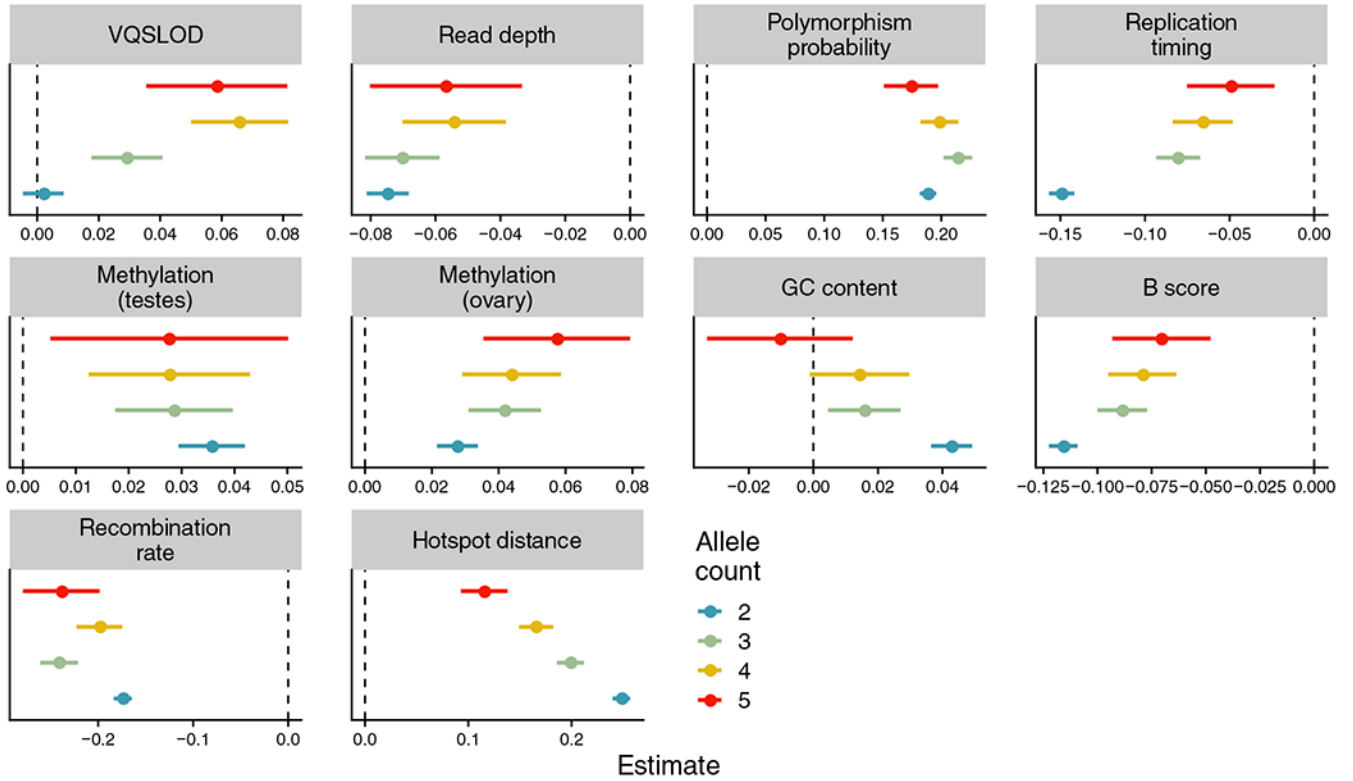 VQSLOD
Read depth
Polymorphism
probability
Replication
timing
0.00 0.02 0.04 0.06 0.08
−0.08 −0.06 −0.04 −0.02 0.00
0.00 0.05 0.10 0.15 0.20
−0.15 −0.10 −0.05 0.00
Methylation
(testes)
Methylation
(ovary)
GC content
B score
0.00 0.01 0.02 0.03 0.04 0.05
0.00 0.02 0.04 0.06 0.08
−0.02 0.00 0.02 0.04
−0.125 −0.100 −0.075 −0.050 −0.025 0.000
Recombination
rate
Hotspot distance
−0.2 −0.1 0.0
0.0 0.1 0.2
Allele
count
2
3
4
5
Estimate